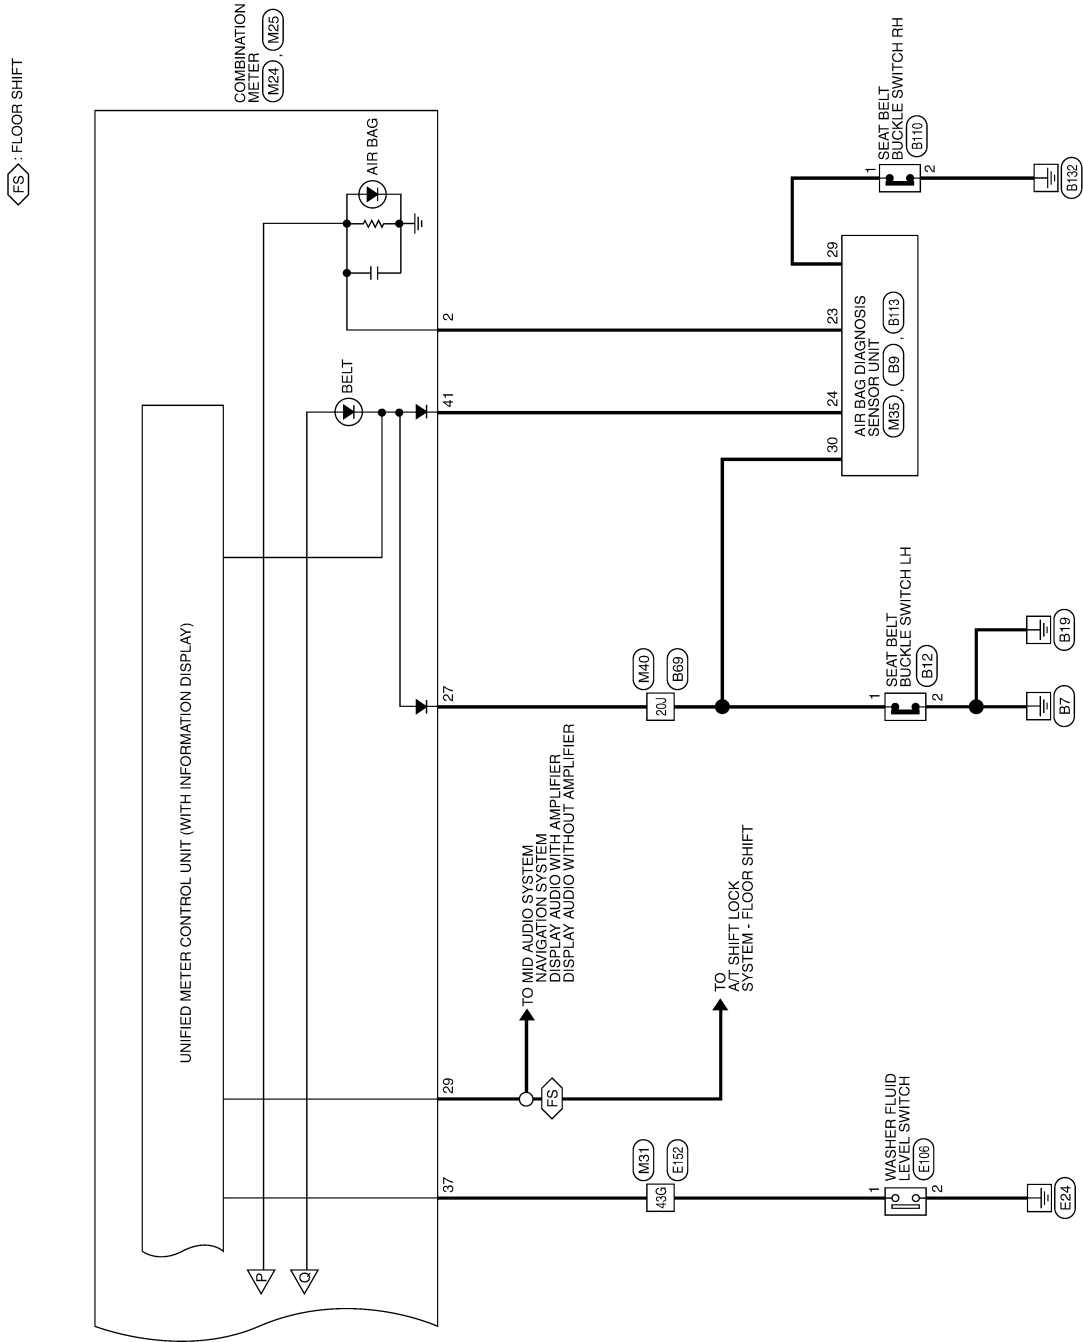 FS : FLOOR SHIFT
COMBINATION
METER
M24 , M25
AIR BAG
BELT
UNIFIED METER CONTROL UNIT (WITH INFORMATION DISPLAY)
P
Q
2
41
27
29
37
SEAT BELT
BUCKLE SWITCH RH
B110
1
2
B132
29
23
24
30
AIR BAG DIAGNOSIS
SENSOR UNIT
M35 , B9 , B113
M40
20J
B69
SEAT BELT
BUCKLE SWITCH LH
B12
1
2
B19
B7
TO MID AUDIO SYSTEM
NAVIGATION SYSTEM
DISPLAY AUDIO WITH AMPLIFIER
DISPLAY AUDIO WITHOUT AMPLIFIER
FS
TO
A/T SHIFT LOCK
SYSTEM - FLOOR SHIFT
M31
43G
E152
WASHER FLUID
LEVEL SWITCH
E106
1
2
E24